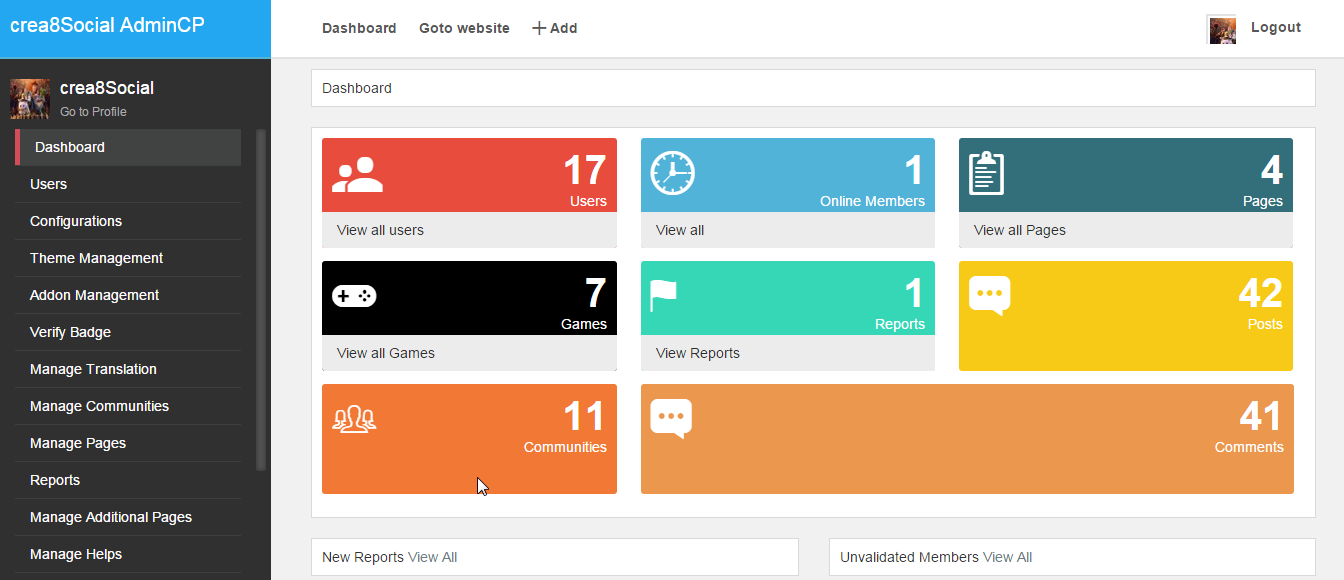 crea8Social AdminCP
Dashboard Goto website + Add Logout
crea8Social
Go to Profile
Dashboard
Users
Configurations
Theme Management
Addon Management
Verify Badge
Manage Translation
Manage Communities
Manage Pages
Reports
Manage Additional Pages
Manage Helps
Dashboard
17
Users
View all users
1
Online Members
View all
4
Pages
View all Pages
7
Games
View all Games
1
Reports
View Reports
42
Posts
11
Communities
41
Comments
New Reports View All
Unvalidated Members View All